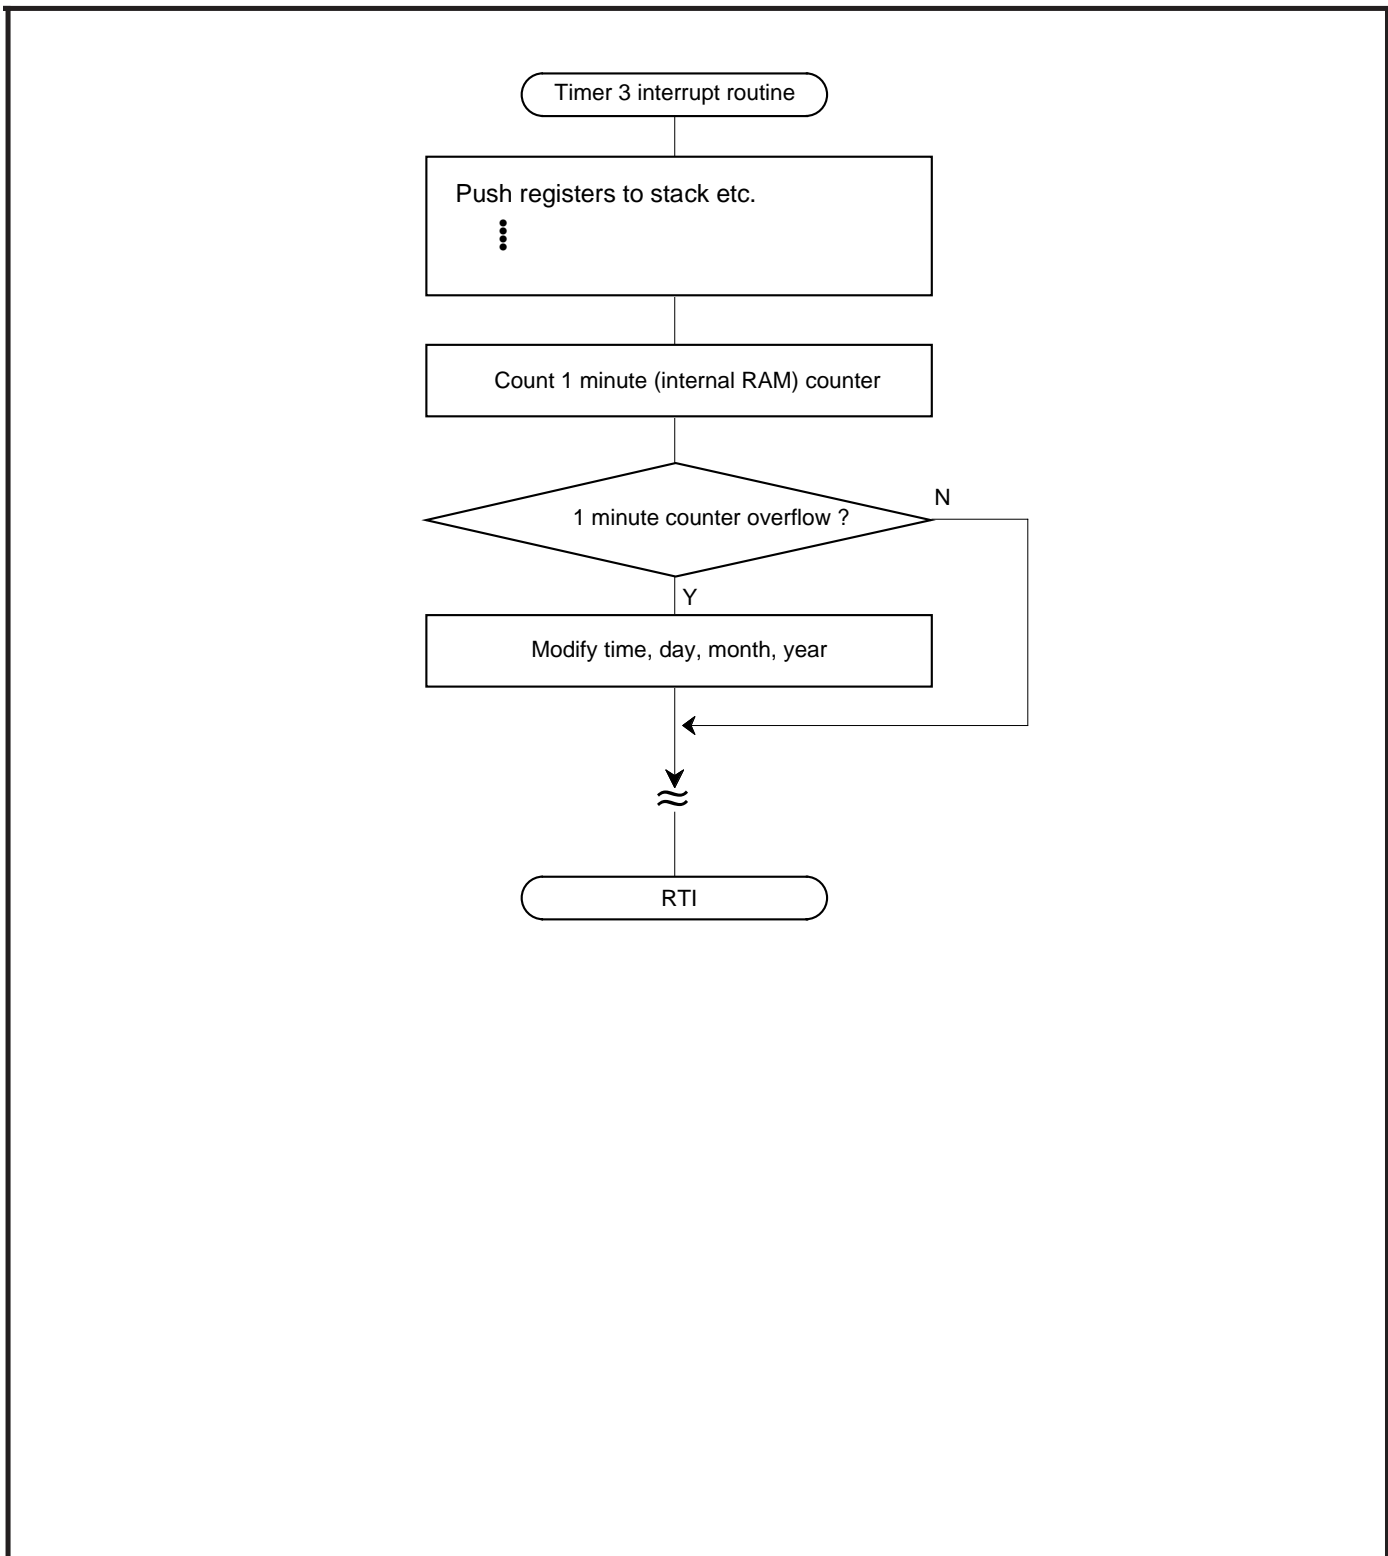 Timer 3 interrupt routine
Push registers to stack etc.
Count 1 minute (internal RAM) counter
1 minute counter overflow ?
N
Y
Modify time, day, month, year
RTI